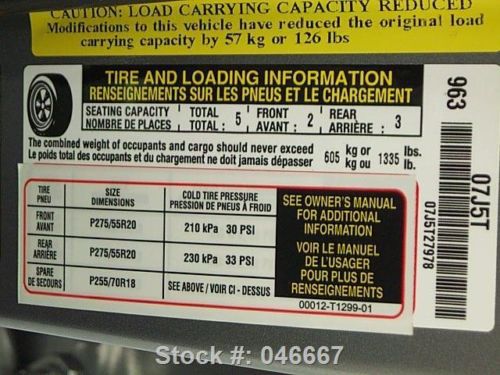 CAUTION: LOAD CARRYING CAPACITY REDUCED
Modifications to this vehicle have reduced the original load
carrying capacity by 57 kg or 126 lbs
TIRE AND LOADING INFORMATION
RENSEIGNEMENTS SUR LES PNEUS ET LE CHARGEMENT
SEATING CAPACITY TOTAL : 5 FRONT : 2 REAR : 3
NOMBRE DE PLACES TOTAL : 5 AVANT : 2 ARRIÈRE : 3
The combined weight of occupants and cargo should never exceed 605 kg or 1335 lbs.
Le poids total des occupants et du chargement ne doit jamais dépasser 605 kg ou 1335 lb.
TIRE
PNEU
SIZE
DIMENSIONS
COLD TIRE PRESSURE
PRESSION DE PNEUS À FROID
FRONT
AVANT
P275/55R20
210 kPa 30 PSI
REAR
ARRIÈRE
P275/55R20
230 kPa 33 PSI
SPARE
DE SECOURS
P255/70R18
SEE ABOVE / VOIR CI - DESSUS
SEE OWNER'S MANUAL
FOR ADDITIONAL
INFORMATION
VOIR LE MANUEL
DE L'USAGER
POUR PLUS DE
RENSEIGNEMENTS
00012-T1299-01
963
07J5T
07J5T27978
Stock #: 046667